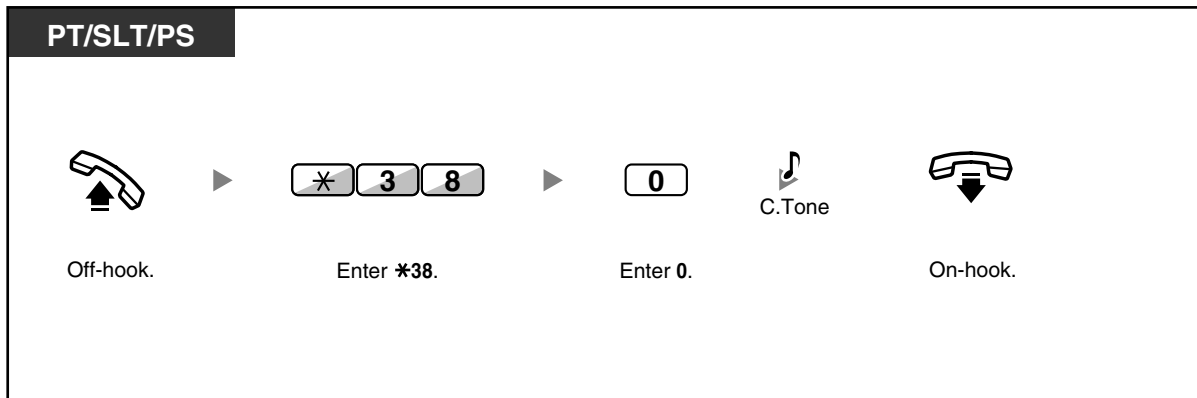 PT/SLT/PS
✳ 3 8 0
C.Tone
Off-hook. Enter ✳38. Enter 0. On-hook.